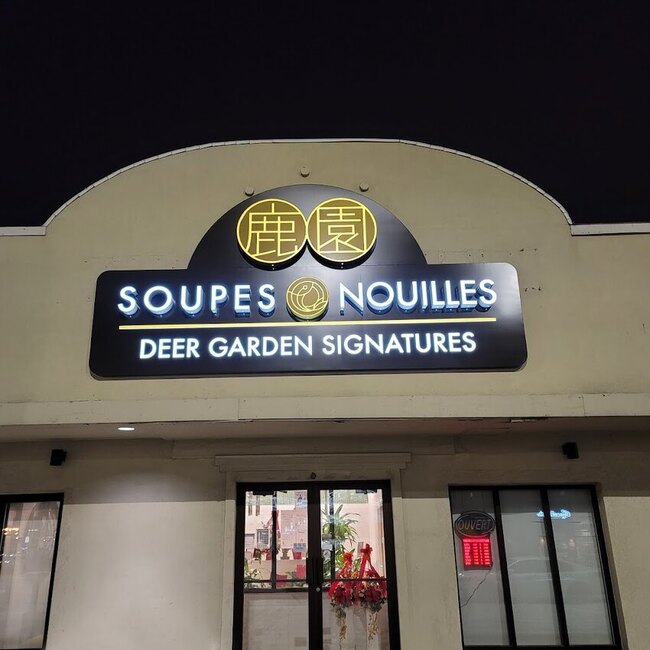 鹿園
SOUPES NOUILLES
DEER GARDEN SIGNATURES
OUVERT